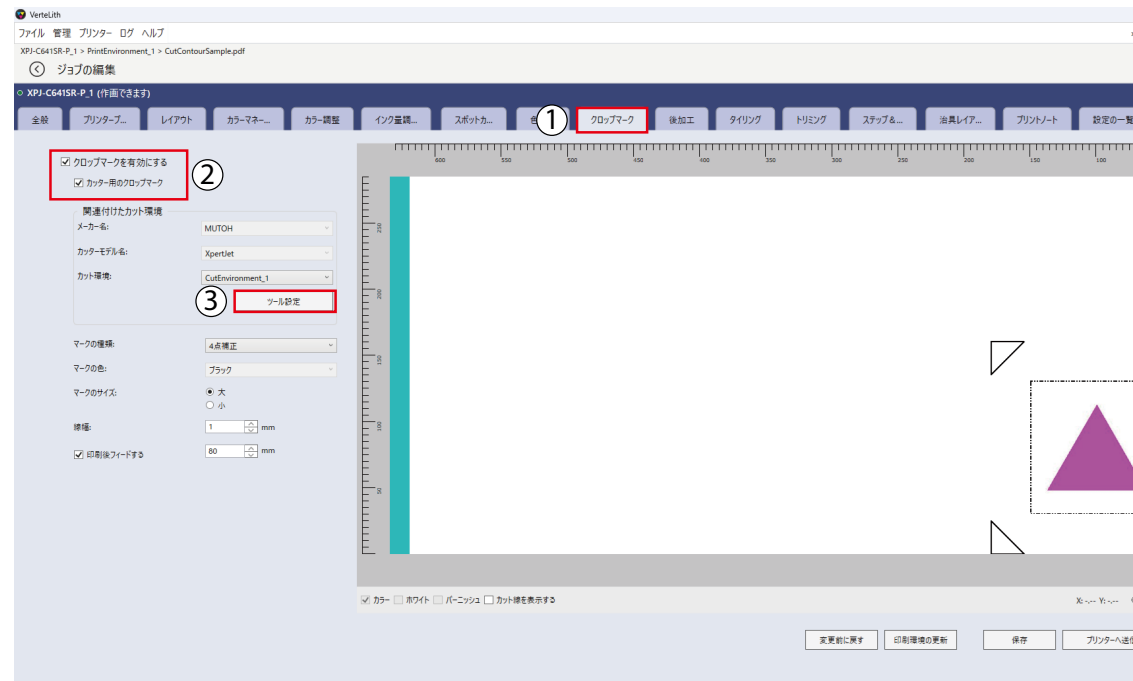 VerteLith
ファイル 管理 プリンター ログ ヘルプ
XPJ-C641SR-P_1 > PrintEnvironment_1 > CutContourSample.pdf
ジョブの編集
XPJ-C641SR-P_1 (作画できます)
全般 プリンタープ... レイアウト カラーマネー... カラー調整 インク量調... スポットカ... 色 ① クロップマーク 後加工 タイリング トリミング ステップ&... 治具レイア... プリントノート 設定の一覧
600 550 500 450 400 350 300 250 200 150 100
クロップマークを有効にする
カッター用のクロップマーク
②
関連付けたカット環境
メーカー名: MUTOH
カッターモデル名: XpertJet
カット環境: CutEnvironment_1
③ ツール設定
マークの種類: 4点補正
マークの色: ブラック
マークのサイズ: 大
小
線幅: 1 mm
印刷後フィードする 80 mm
250
200
150
100
50
カラー ホワイト バーニッシュ カット線を表示する
X: -.-- Y: -.--
変更前に戻す 印刷環境の更新 保存 プリンターへ送信